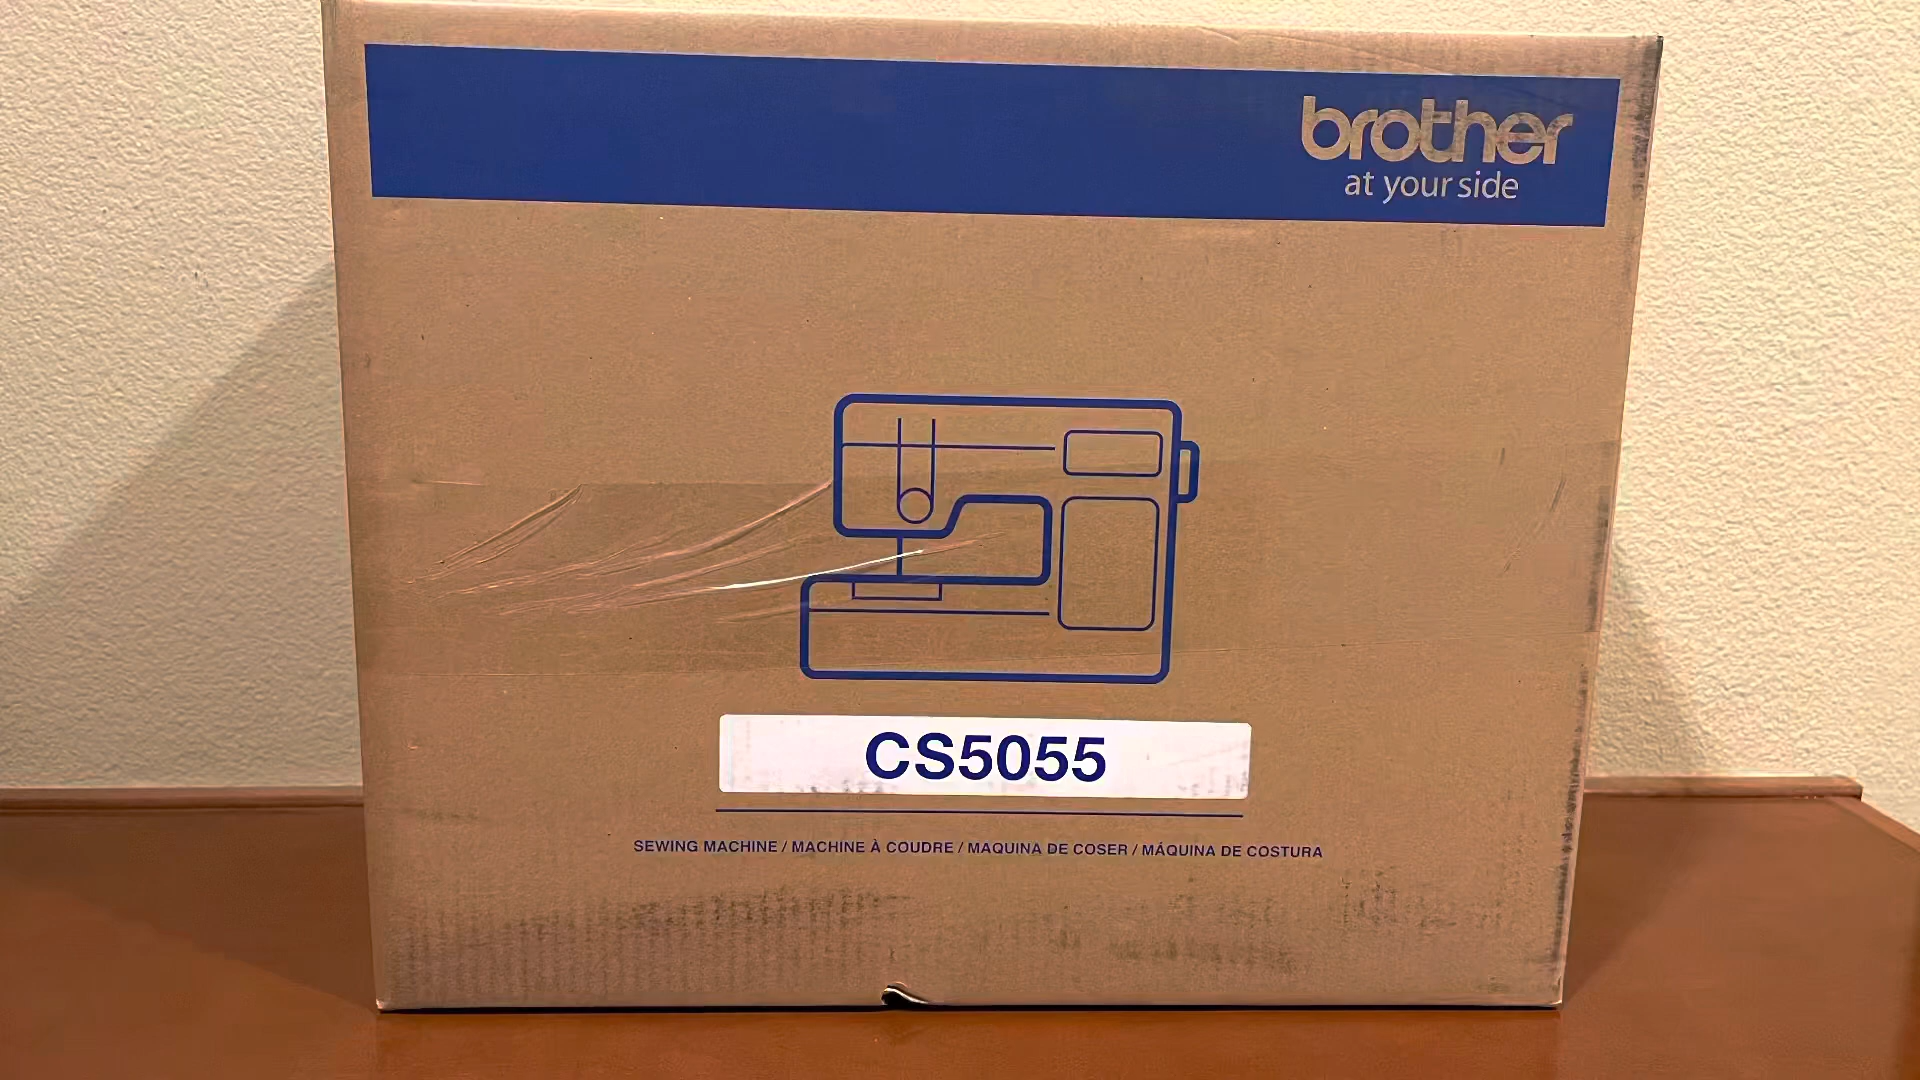 brother
at your side
CS5055
SEWING MACHINE / MACHINE À COUDRE / MAQUINA DE COSER / MÁQUINA DE COSTURA